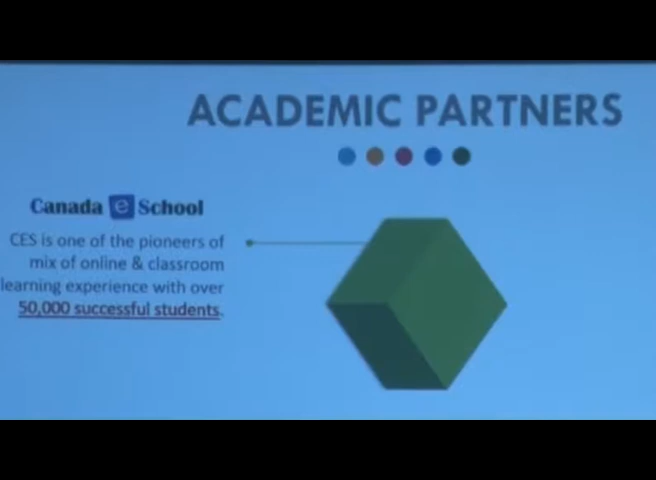 ACADEMIC PARTNERS
Canada e School
CES is one of the pioneers of
mix of online & classroom
learning experience with over
50,000 successful students.